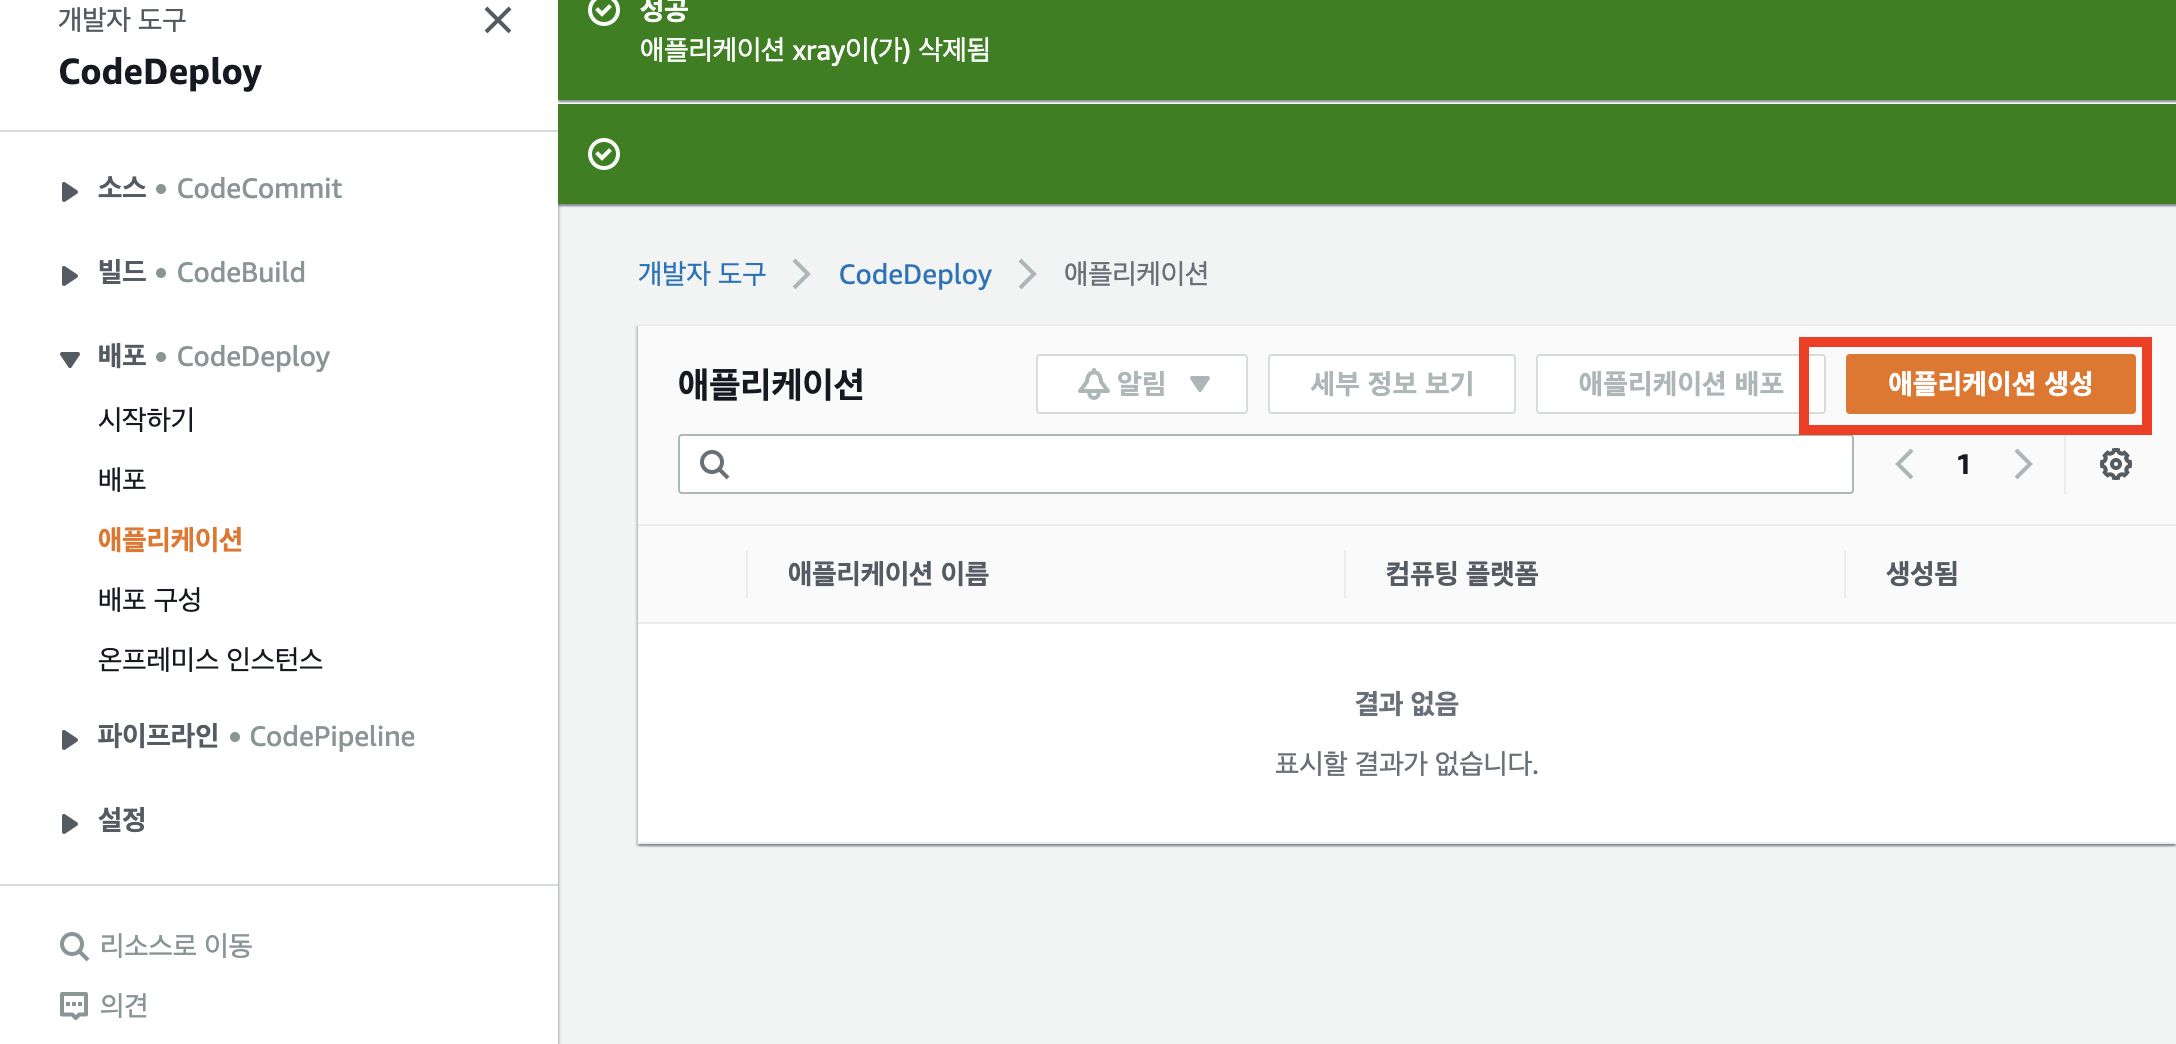 개발자 도구
CodeDeploy
소스 • CodeCommit
빌드 • CodeBuild
배포 • CodeDeploy
시작하기
배포
애플리케이션
배포 구성
온프레미스 인스턴스
파이프라인 • CodePipeline
설정
리소스로 이동
의견
성공
애플리케이션 xray이(가) 삭제됨
개발자 도구 > CodeDeploy > 애플리케이션
애플리케이션
알림
세부 정보 보기
애플리케이션 배포
애플리케이션 생성
1
애플리케이션 이름
컴퓨팅 플랫폼
생성됨
결과 없음
표시할 결과가 없습니다.